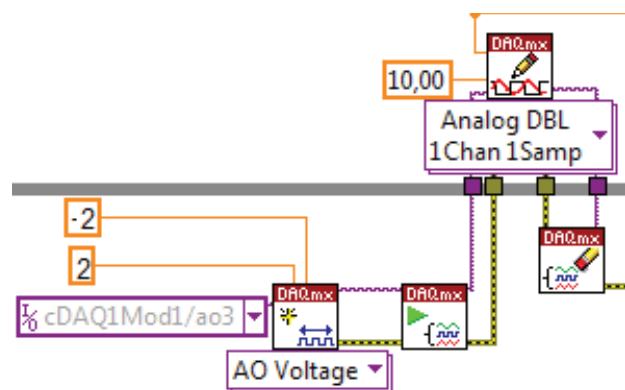 DAQmx
10,00
Analog DBL
1Chan 1Samp
-2
2
DAQmx
I/O cDAQ1Mod1/ao3
DAQmx
DAQmx
AO Voltage